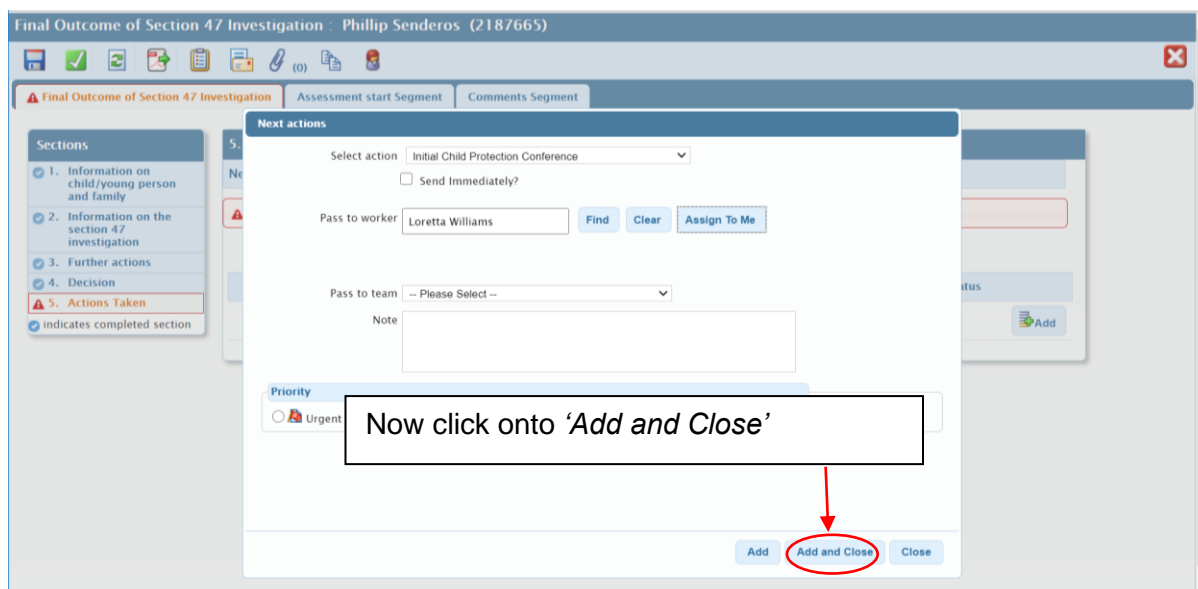 Final Outcome of Section 47 Investigation : Phillip Senderos (2187665)
(0)
Final Outcome of Section 47 Investigation
Assessment start Segment
Comments Segment
Sections
1. Information on
child/young person
and family
2. Information on the
section 47
investigation
3. Further actions
4. Decision
5. Actions Taken
indicates completed section
5.
Next actions
Select action Initial Child Protection Conference
Send Immediately?
Pass to worker Loretta Williams Find Clear Assign To Me
Pass to team -- Please Select --
Note
Add
Priority
Urgent
Now click onto ‘Add and Close’
Add Add and Close Close